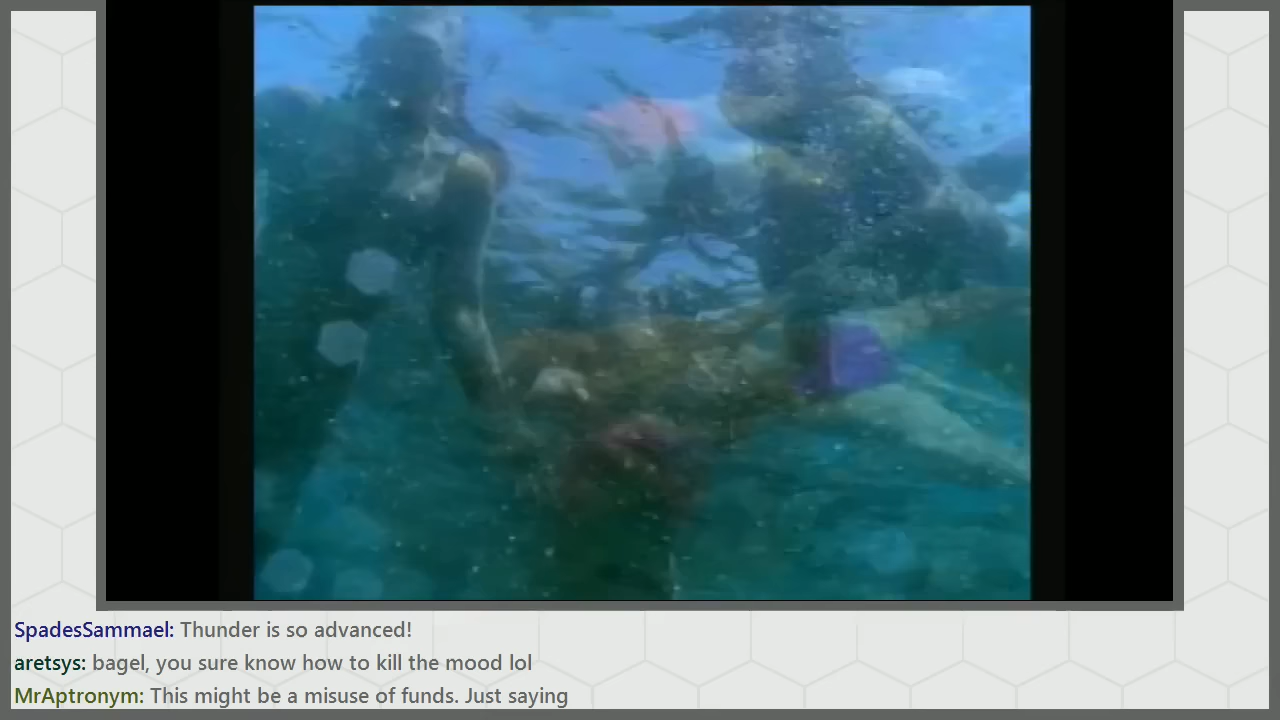 SpadesSammael: Thunder is so advanced!
aretsys: bagel, you sure know how to kill the mood lol
MrAptronym: This might be a misuse of funds. Just saying